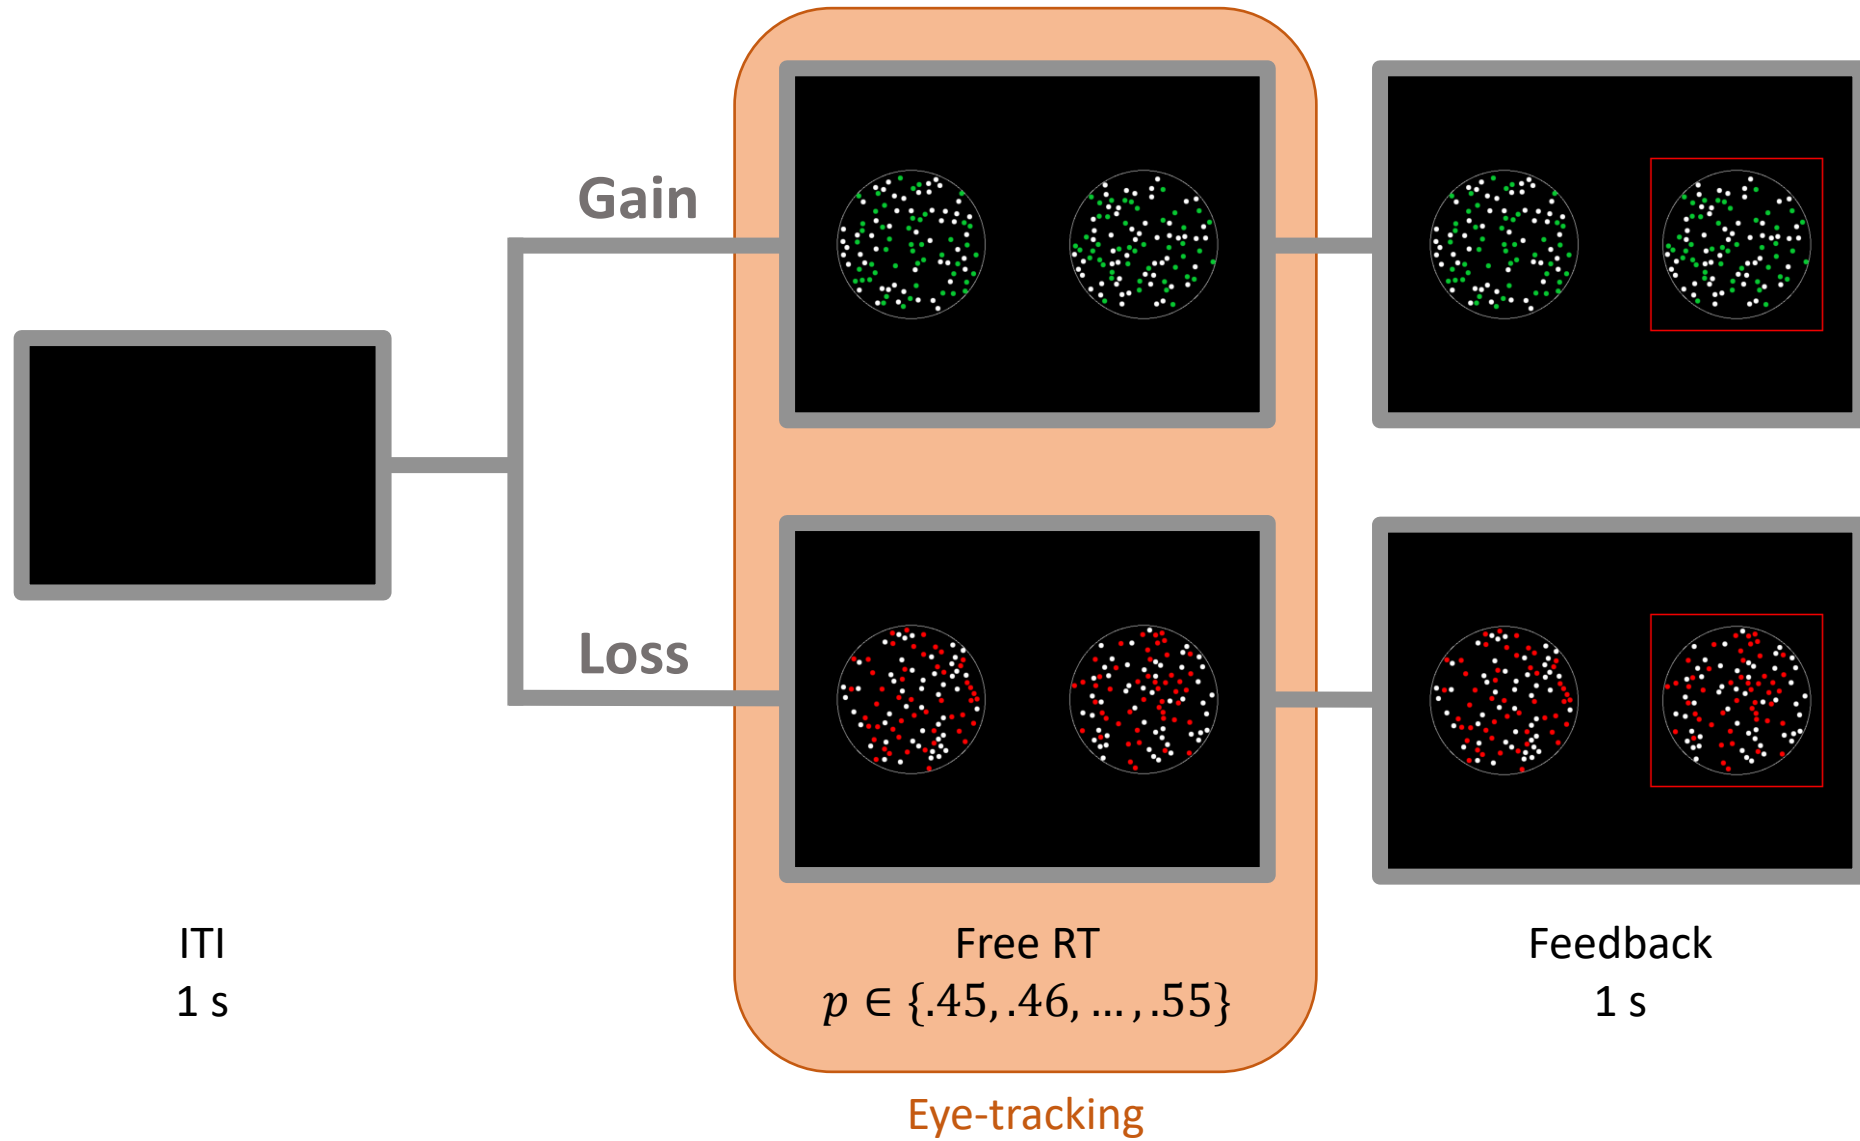 Gain
Loss
ITI
1 s
Free RT
p ∈ {.45, .46, … , .55}
Feedback
1 s
Eye-tracking